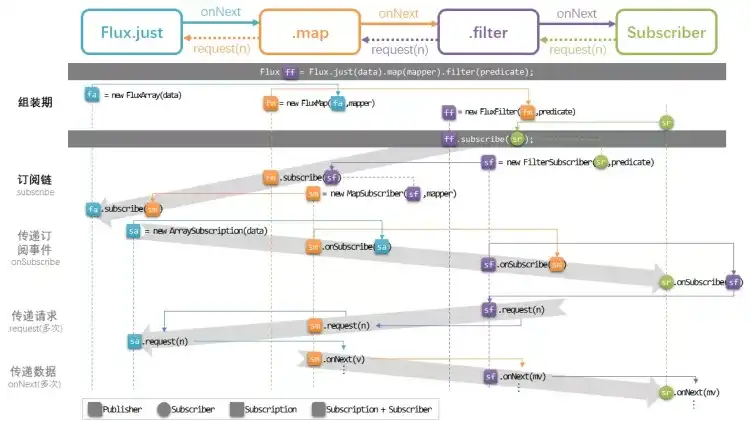 onNext onNext onNext
Flux.just .map .filter Subscriber
request(n) request(n) request(n)
Flux ff = Flux.just(data).map(mapper).filter(predicate);
组装期
fa = new FluxArray(data)
fm = new FluxMap(fa,mapper)
ff = new FluxFilter(fm,predicate)
sr
ff.subscribe(sr);
订阅链
subscribe
sf = new FilterSubscriber(sr,predicate)
fm.subscribe(sf)
sm = new MapSubscriber(sf,mapper)
fa.subscribe(sm)
传递订
阅事件
onSubscribe
sa = new ArraySubscription(data)
sm.onSubscribe(sa)
sf.onSubscribe(sm)
sr.onSubscribe(sf)
传递请求
.request(多次)
sf.request(n)
sm.request(n)
sa.request(n)
传递数据
onNext(多次)
sm.onNext(v)
sf.onNext(mv)
sr.onNext(mv)
Publisher Subscriber Subscription Subscription + Subscriber